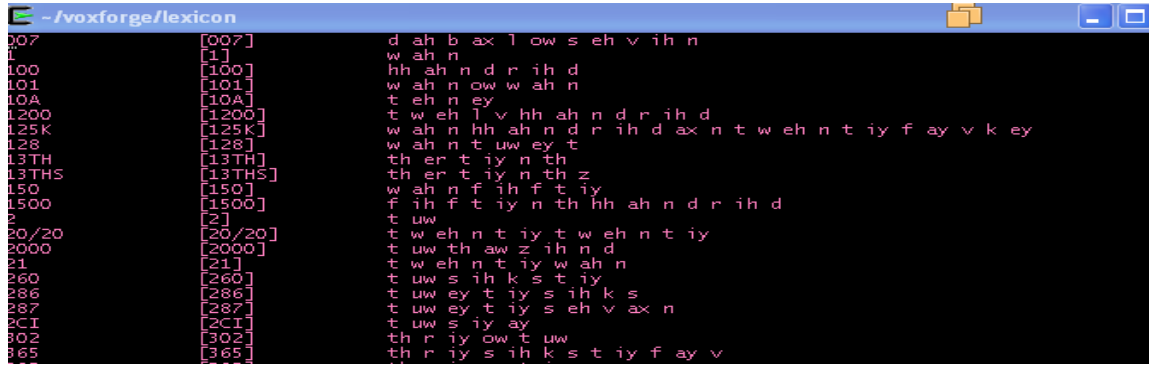 ~/voxforge/lexicon
007 [007] d ah b ax l ow s eh v ih n
1 [1] w ah n
100 [100] hh ah n d r ih d
101 [101] w ah n ow w ah n
10A [10A] t eh n ey
1200 [1200] t w eh l v hh ah n d r ih d
125K [125K] w ah n hh ah n d r ih d ax n t w eh n t iy f ay v k ey
128 [128] w ah n t uw ey t
13TH [13TH] th er t iy n th
13THS [13THS] th er t iy n th z
150 [150] w ah n f ih f t iy
1500 [1500] f ih f t iy n th hh ah n d r ih d
2 [2] t uw
20/20 [20/20] t w eh n t iy t w eh n t iy
2000 [2000] t uw th aw z ih n d
21 [21] t w eh n t iy w ah n
260 [260] t uw s ih k s t iy
286 [286] t uw ey t iy s ih k s
287 [287] t uw ey t iy s eh v ax n
2CI [2CI] t uw s iy ay
302 [302] th r iy ow t uw
365 [365] th r iy s ih k s t iy f ay v